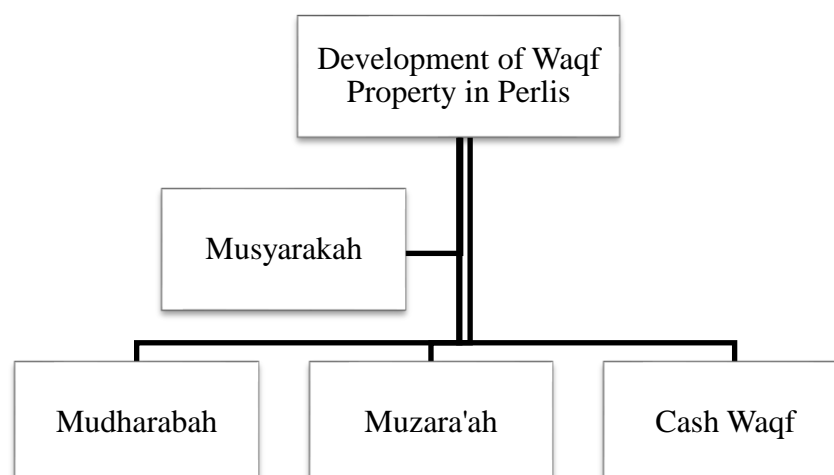 Development of Waqf
Property in Perlis
Musyarakah
Mudharabah
Muzara'ah
Cash Waqf